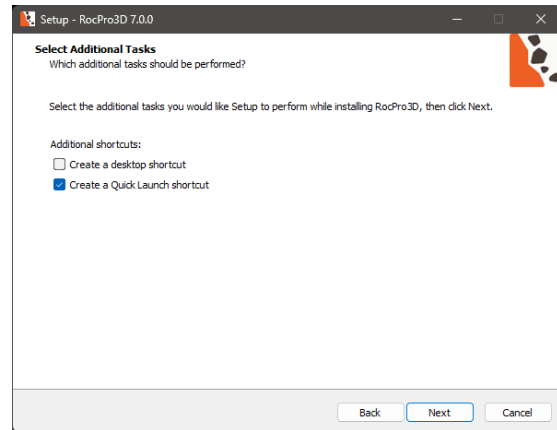 Setup - RocPro3D 7.0.0
Select Additional Tasks
Which additional tasks should be performed?
Select the additional tasks you would like Setup to perform while installing RocPro3D, then click Next.
Additional shortcuts:
Create a desktop shortcut
Create a Quick Launch shortcut
Back Next Cancel